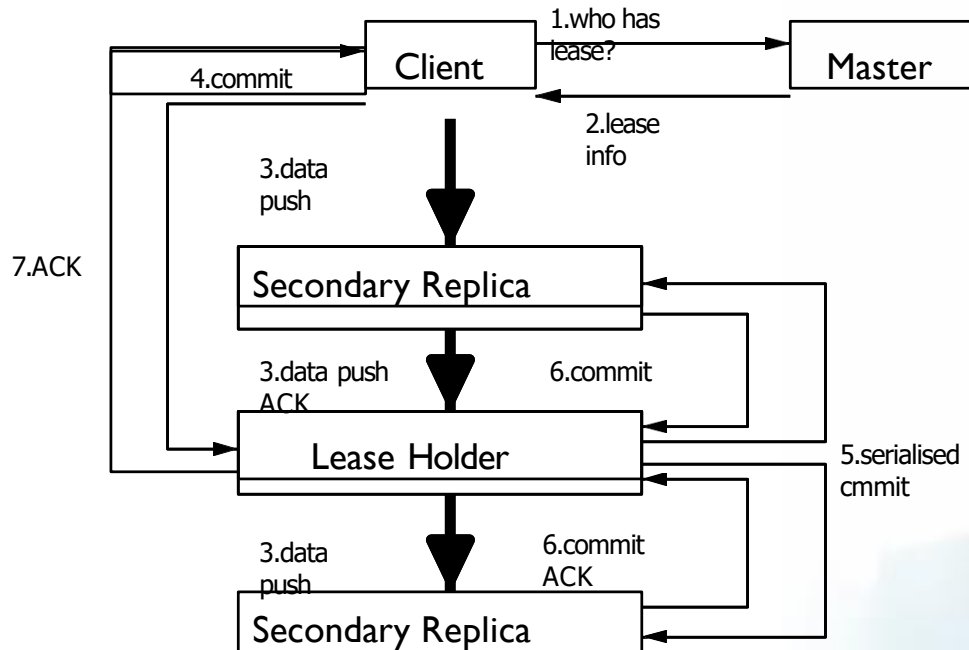 1.who has
lease?
Client
Master
4.commit
2.lease
info
3.data
push
7.ACK
Secondary Replica
3.data push
ACK
6.commit
Lease Holder
5.serialised
cmmit
3.data
push
6.commit
ACK
Secondary Replica